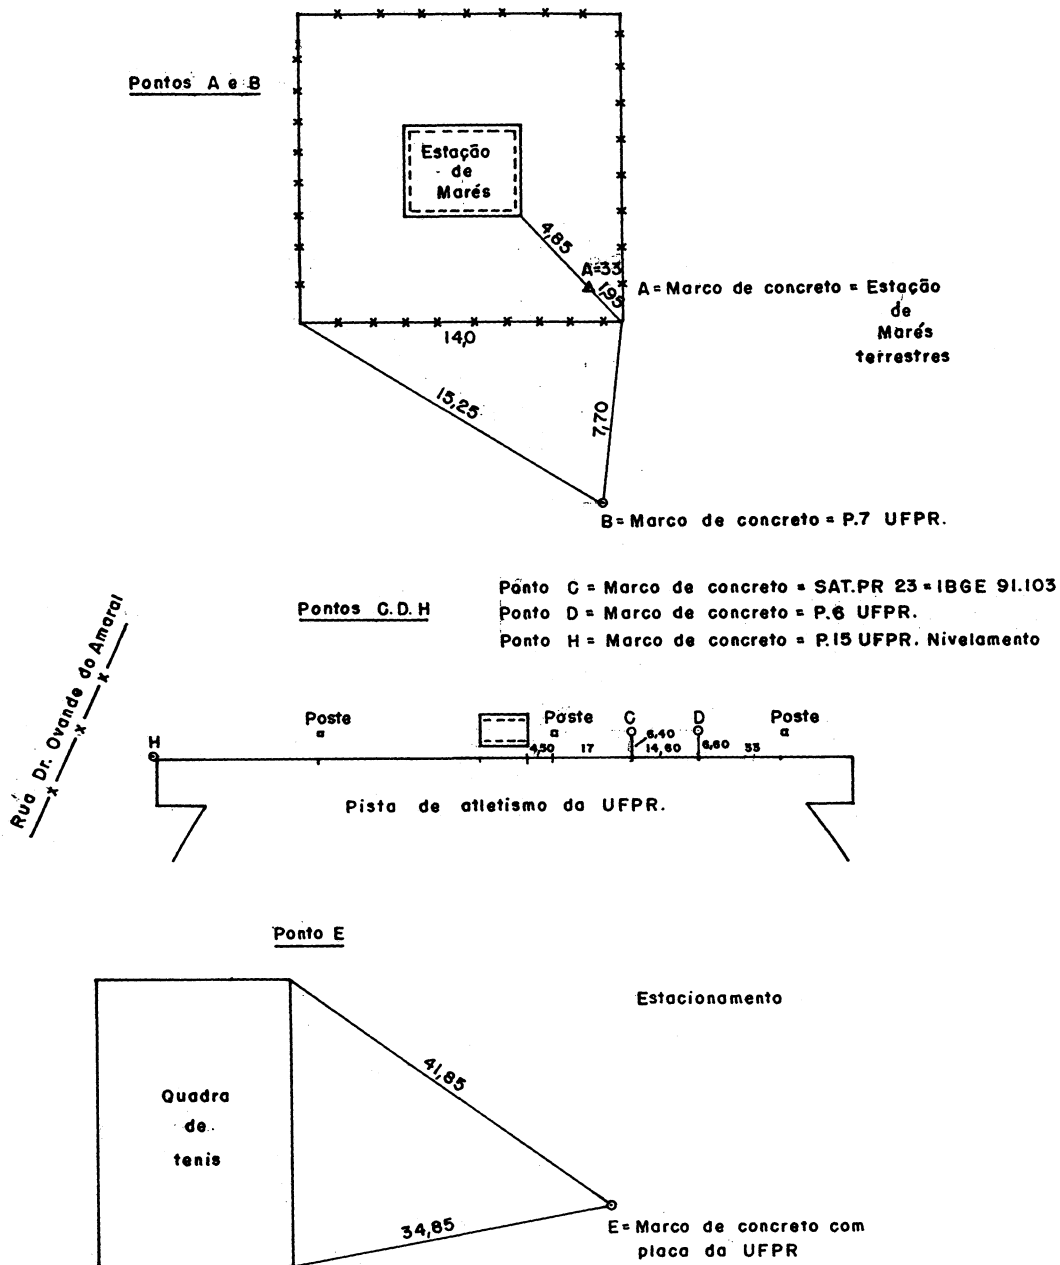 Pontos A e B
Estação
de
Marés
4,85
A=33
1,95
A=Marco de concreto = Estação
de
Marés
terrestres
14,0
15,25
7,70
B=Marco de concreto = P.7 UFPR.
Ponto C = Marco de concreto = SAT.PR 23=IBGE 91.103
Pontos C.D.H
Ponto D = Marco de concreto = P.6 UFPR.
Ponto H = Marco de concreto = P.15 UFPR. Nivelamento
Rua Dr. Ovande do Amaral
Poste
Poste
C
D
Poste
H
6,40
4,50
17
14,60
6,60
33
Pista de atletismo da UFPR.
Ponto E
Estacionamento
41,85
Quadra
de
tenis
34,85
E=Marco de concreto com
placa da UFPR